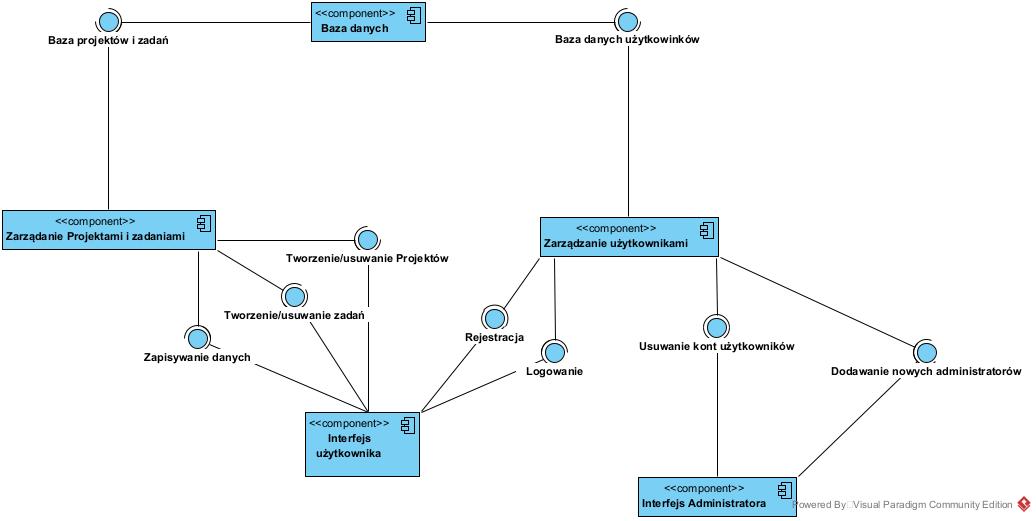 <<component>>
Baza danych
Baza projektów i zadań
Baza danych użytkowinków
<<component>>
Zarządanie Projektami i zadaniami
<<component>>
Zarządzanie użytkownikami
Tworzenie/usuwanie Projektów
Tworzenie/usuwanie zadań
Zapisywanie danych
Rejestracja
Logowanie
Usuwanie kont użytkowników
Dodawanie nowych administratorów
<<component>>
Interfejs
użytkownika
<<component>>
Interfejs Administratora
Powered By Visual Paradigm Community Edition